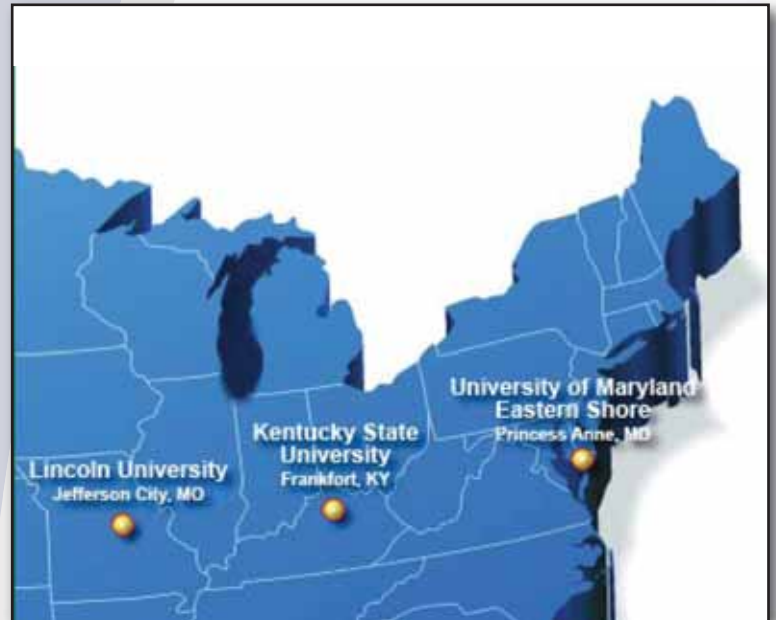 University of Maryland
Eastern Shore
Princess Anne, MD
Kentucky State
University
Frankfort, KY
Lincoln University
Jefferson City, MO